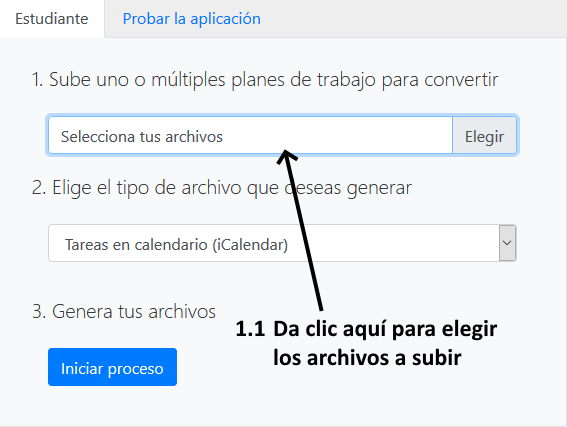 Estudiante
Probar la aplicación
1. Sube uno o múltiples planes de trabajo para convertir
Selecciona tus archivos
Elegir
2. Elige el tipo de archivo que deseas generar
Tareas en calendario (iCalendar)
3. Genera tus archivos
1.1 Da clic aquí para elegir
los archivos a subir
Iniciar proceso